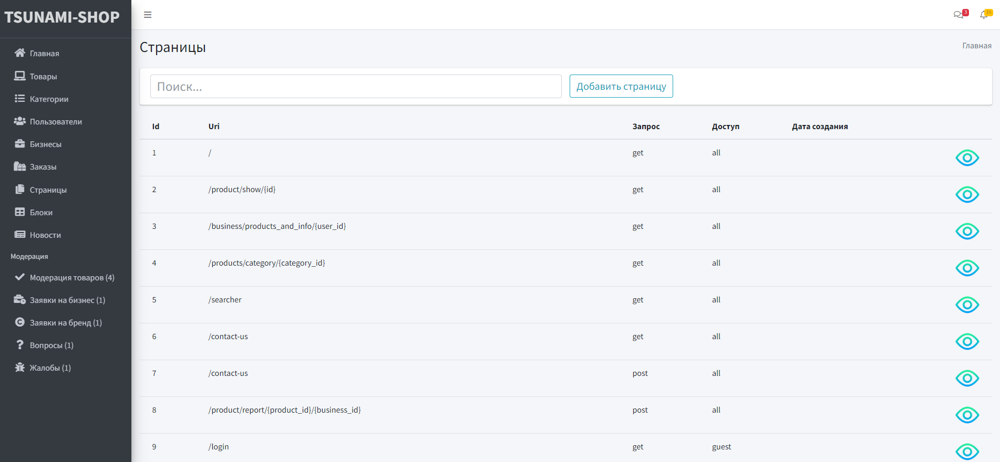 TSUNAMI-SHOP
3
15
Главная
Товары
Категории
Пользователи
Бизнесы
Заказы
Страницы
Блоки
Новости
Модерация
Модерация товаров (4)
Заявки на бизнес (1)
Заявки на бренд (1)
Вопросы (1)
Жалобы (1)
Страницы
Главная
Поиск...
Добавить страницу
Id Uri Запрос Доступ Дата создания
1 / get all
2 /product/show/{id} get all
3 /business/products_and_info/{user_id} get all
4 /products/category/{category_id} get all
5 /searcher get all
6 /contact-us get all
7 /contact-us post all
8 /product/report/{product_id}/{business_id} post all
9 /login get guest